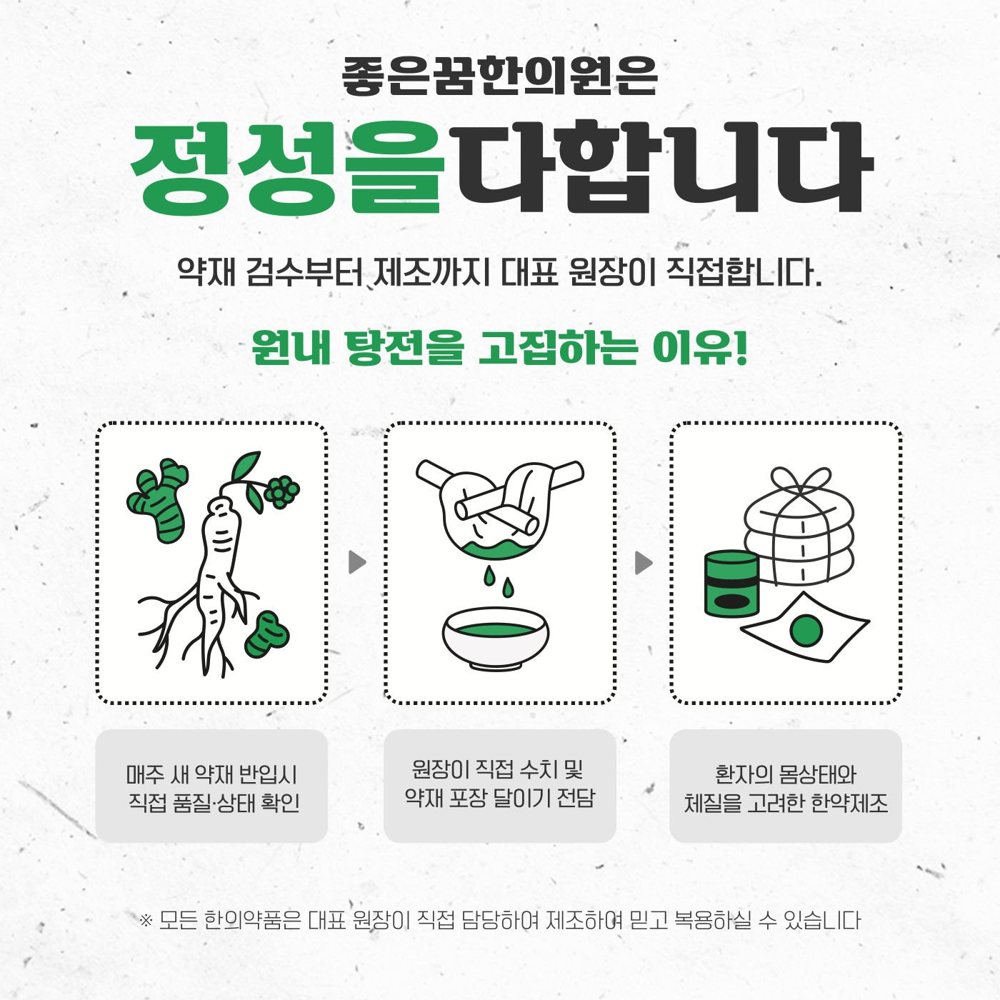 좋은꿈한의원은
정성을다합니다
약재 검수부터 제조까지 대표 원장이 직접합니다.
원내 탕전을 고집하는 이유!
매주 새 약재 반입시
직접 품질·상태 확인
원장이 직접 수치 및
약재 포장 달이기 전담
환자의 몸상태와
체질을 고려한 한약제조
※ 모든 한의약품은 대표 원장이 직접 담당하여 제조하여 믿고 복용하실 수 있습니다